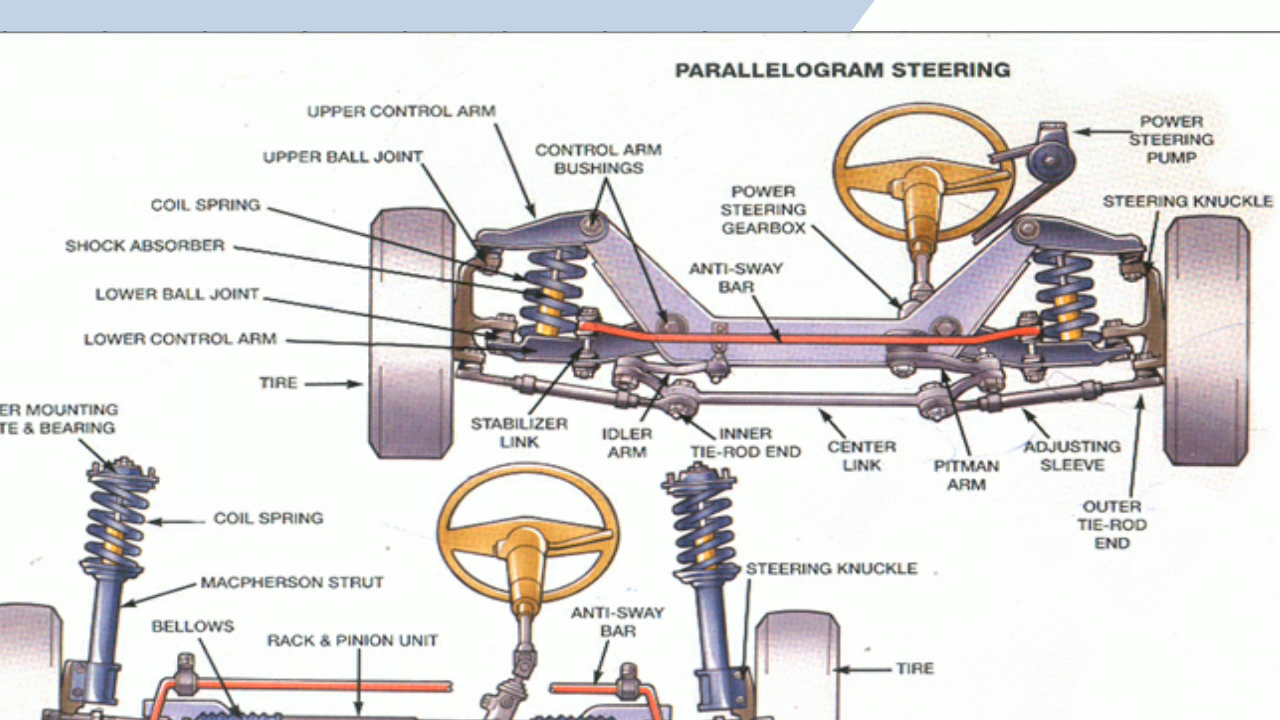 PARALLELOGRAM STEERING
UPPER CONTROL ARM
UPPER BALL JOINT
CONTROL ARM
BUSHINGS
COIL SPRING
SHOCK ABSORBER
LOWER BALL JOINT
LOWER CONTROL ARM
TIRE
POWER
STEERING
GEARBOX
ANTI-SWAY
BAR
POWER
STEERING
PUMP
STEERING KNUCKLE
STABILIZER
LINK
IDLER
ARM
INNER
TIE-ROD END
CENTER
LINK
PITMAN
ARM
ADJUSTING
SLEEVE
OUTER
TIE-ROD
END
MOUNTING
& BEARING
COIL SPRING
MACPHERSON STRUT
BELLOWS
RACK & PINION UNIT
ANTI-SWAY
BAR
STEERING KNUCKLE
TIRE